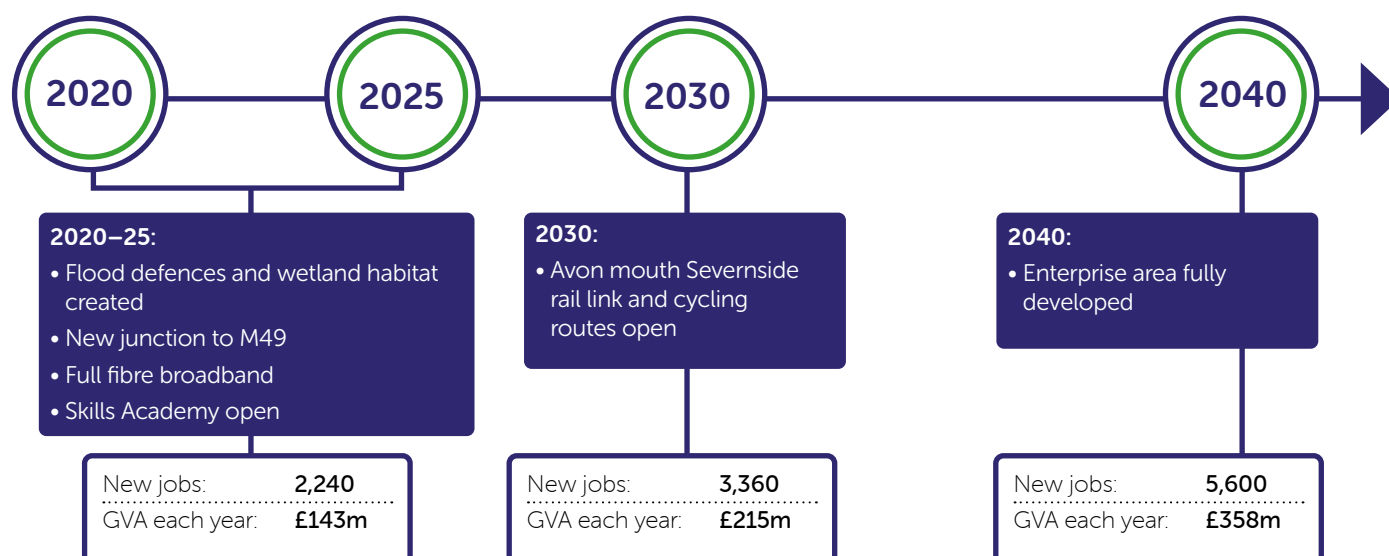 2020
2025
2030
2040
2020–25:
• Flood defences and wetland habitat
created
• New junction to M49
• Full fibre broadband
• Skills Academy open
New jobs: 2,240
GVA each year: £143m
2030:
• Avon mouth Severnside
rail link and cycling
routes open
New jobs: 3,360
GVA each year: £215m
2040:
• Enterprise area fully
developed
New jobs: 5,600
GVA each year: £358m